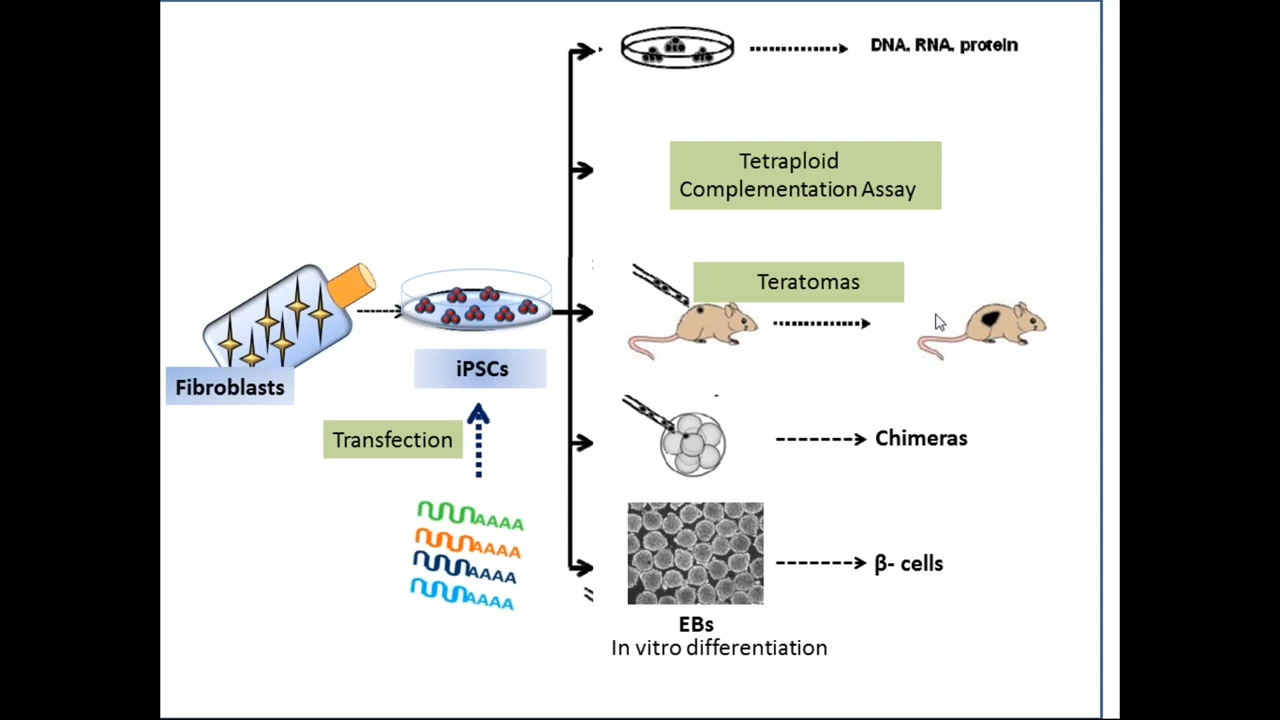 DNA. RNA. protein
Tetraploid
Complementation Assay
Teratomas
Fibroblasts
iPSCs
Transfection
Chimeras
AAAA
AAAA
AAAA
AAAA
β- cells
EBs
In vitro differentiation